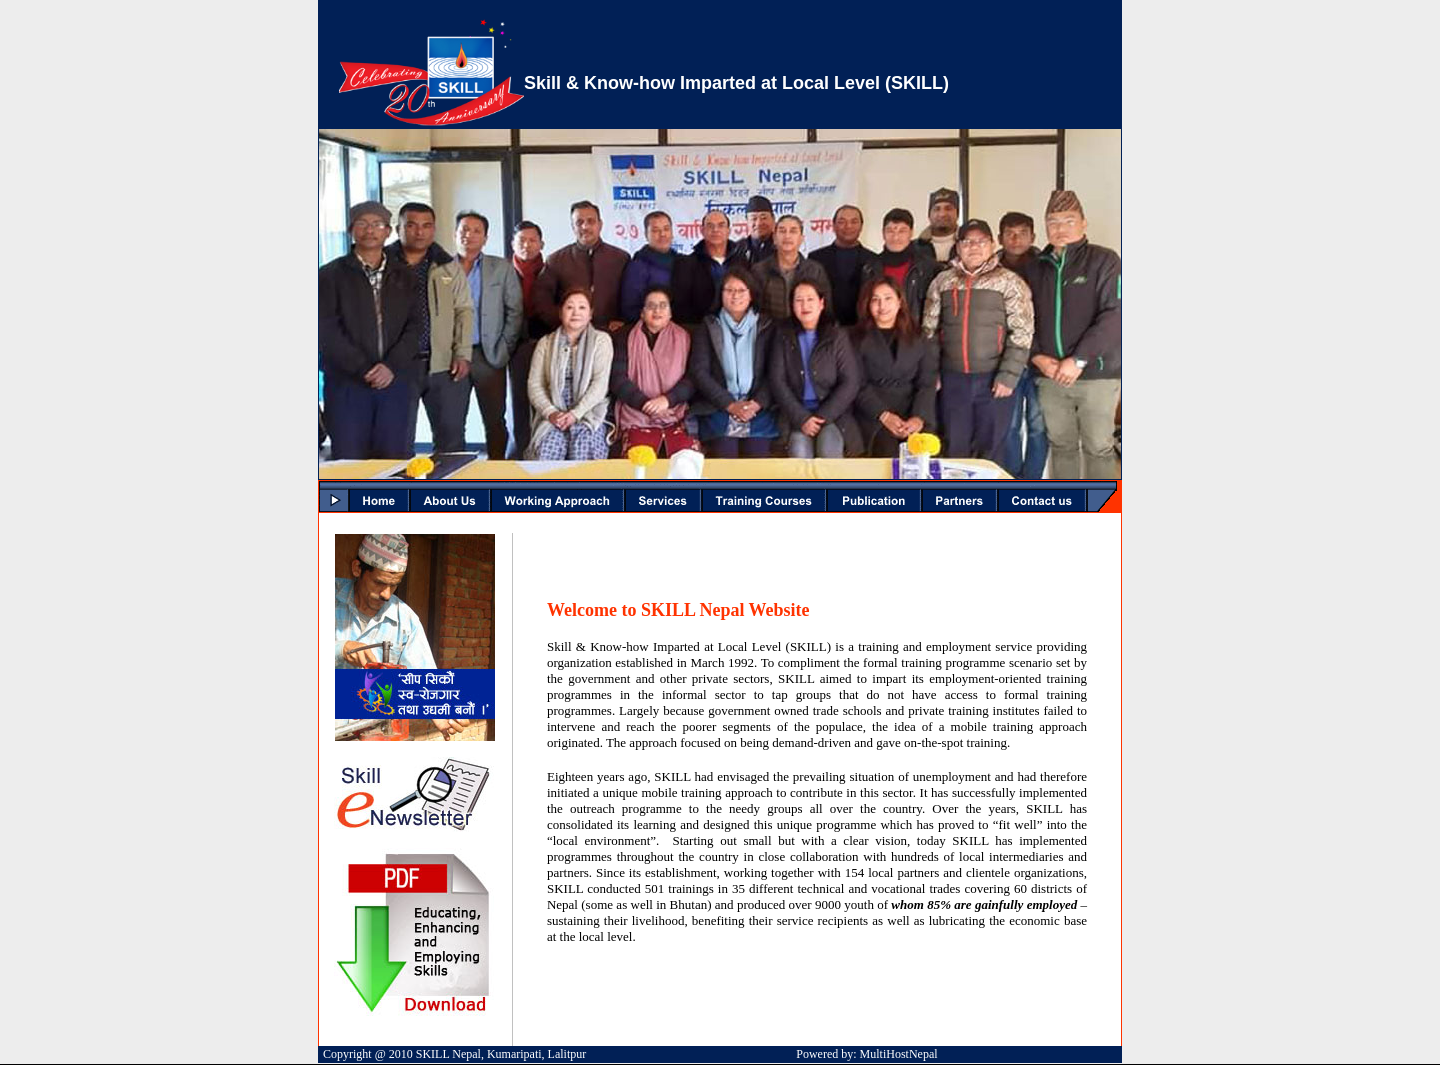 Celebrating
20th
Anniversary
SKILL
Skill & Know-how Imparted at Local Level (SKILL)
Skill & Know-how Imparted at Local Level
SKILL Nepal
SKILL
Since 1992
२७
Home
About Us
Working Approach
Services
Training Courses
Publication
Partners
Contact us
‘सीप सिकौं
स्व-रोजगार
तथा उद्यमी बनौं ।’
Skill
eNewsletter
PDF
Educating,
Enhancing
and
Employing
Skills
Download
Welcome to SKILL Nepal Website
Skill & Know-how Imparted at Local Level (SKILL) is a training and employment service providing
organization established in March 1992. To compliment the formal training programme scenario set by
the government and other private sectors, SKILL aimed to impart its employment-oriented training
programmes in the informal sector to tap groups that do not have access to formal training
programmes. Largely because government owned trade schools and private training institutes failed to
intervene and reach the poorer segments of the populace, the idea of a mobile training approach
originated. The approach focused on being demand-driven and gave on-the-spot training.
Eighteen years ago, SKILL had envisaged the prevailing situation of unemployment and had therefore
initiated a unique mobile training approach to contribute in this sector. It has successfully implemented
the outreach programme to the needy groups all over the country. Over the years, SKILL has
consolidated its learning and designed this unique programme which has proved to “fit well” into the
“local environment”. Starting out small but with a clear vision, today SKILL has implemented
programmes throughout the country in close collaboration with hundreds of local intermediaries and
partners. Since its establishment, working together with 154 local partners and clientele organizations,
SKILL conducted 501 trainings in 35 different technical and vocational trades covering 60 districts of
Nepal (some as well in Bhutan) and produced over 9000 youth of whom 85% are gainfully employed –
sustaining their livelihood, benefiting their service recipients as well as lubricating the economic base
at the local level.
Copyright @ 2010 SKILL Nepal, Kumaripati, Lalitpur
Powered by: MultiHostNepal